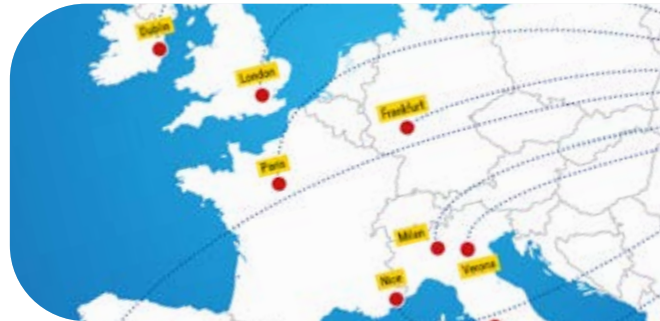 Dublin
London
Frankfurt
Paris
Milan
Verona
Nice